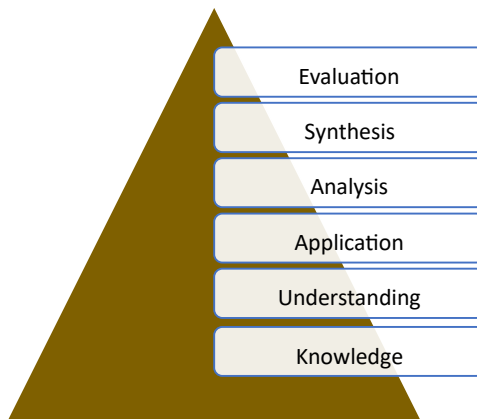 Evaluation
Synthesis
Analysis
Application
Understanding
Knowledge